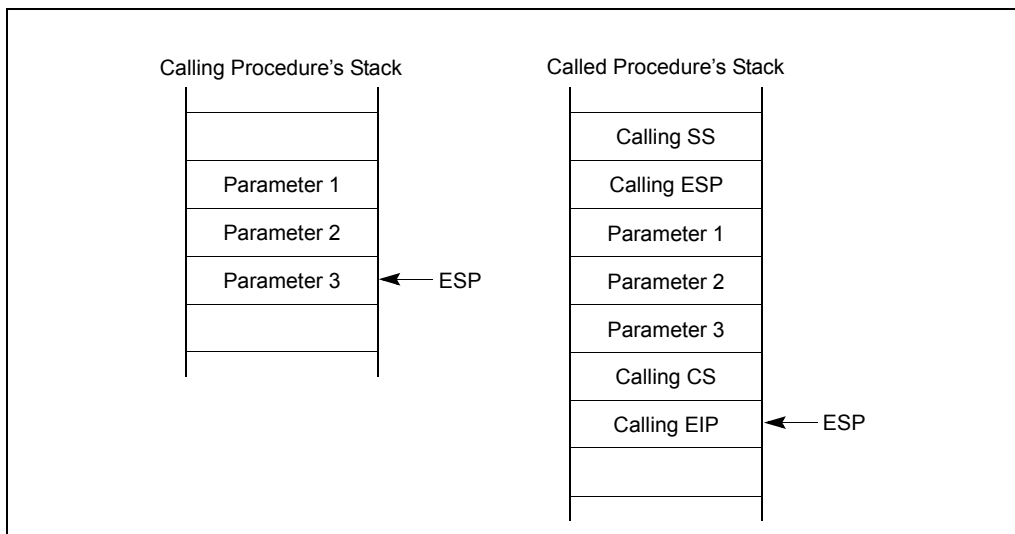 Calling Procedure's Stack
Parameter 1
Parameter 2
Parameter 3
ESP
Called Procedure's Stack
Calling SS
Calling ESP
Parameter 1
Parameter 2
Parameter 3
Calling CS
Calling EIP
ESP